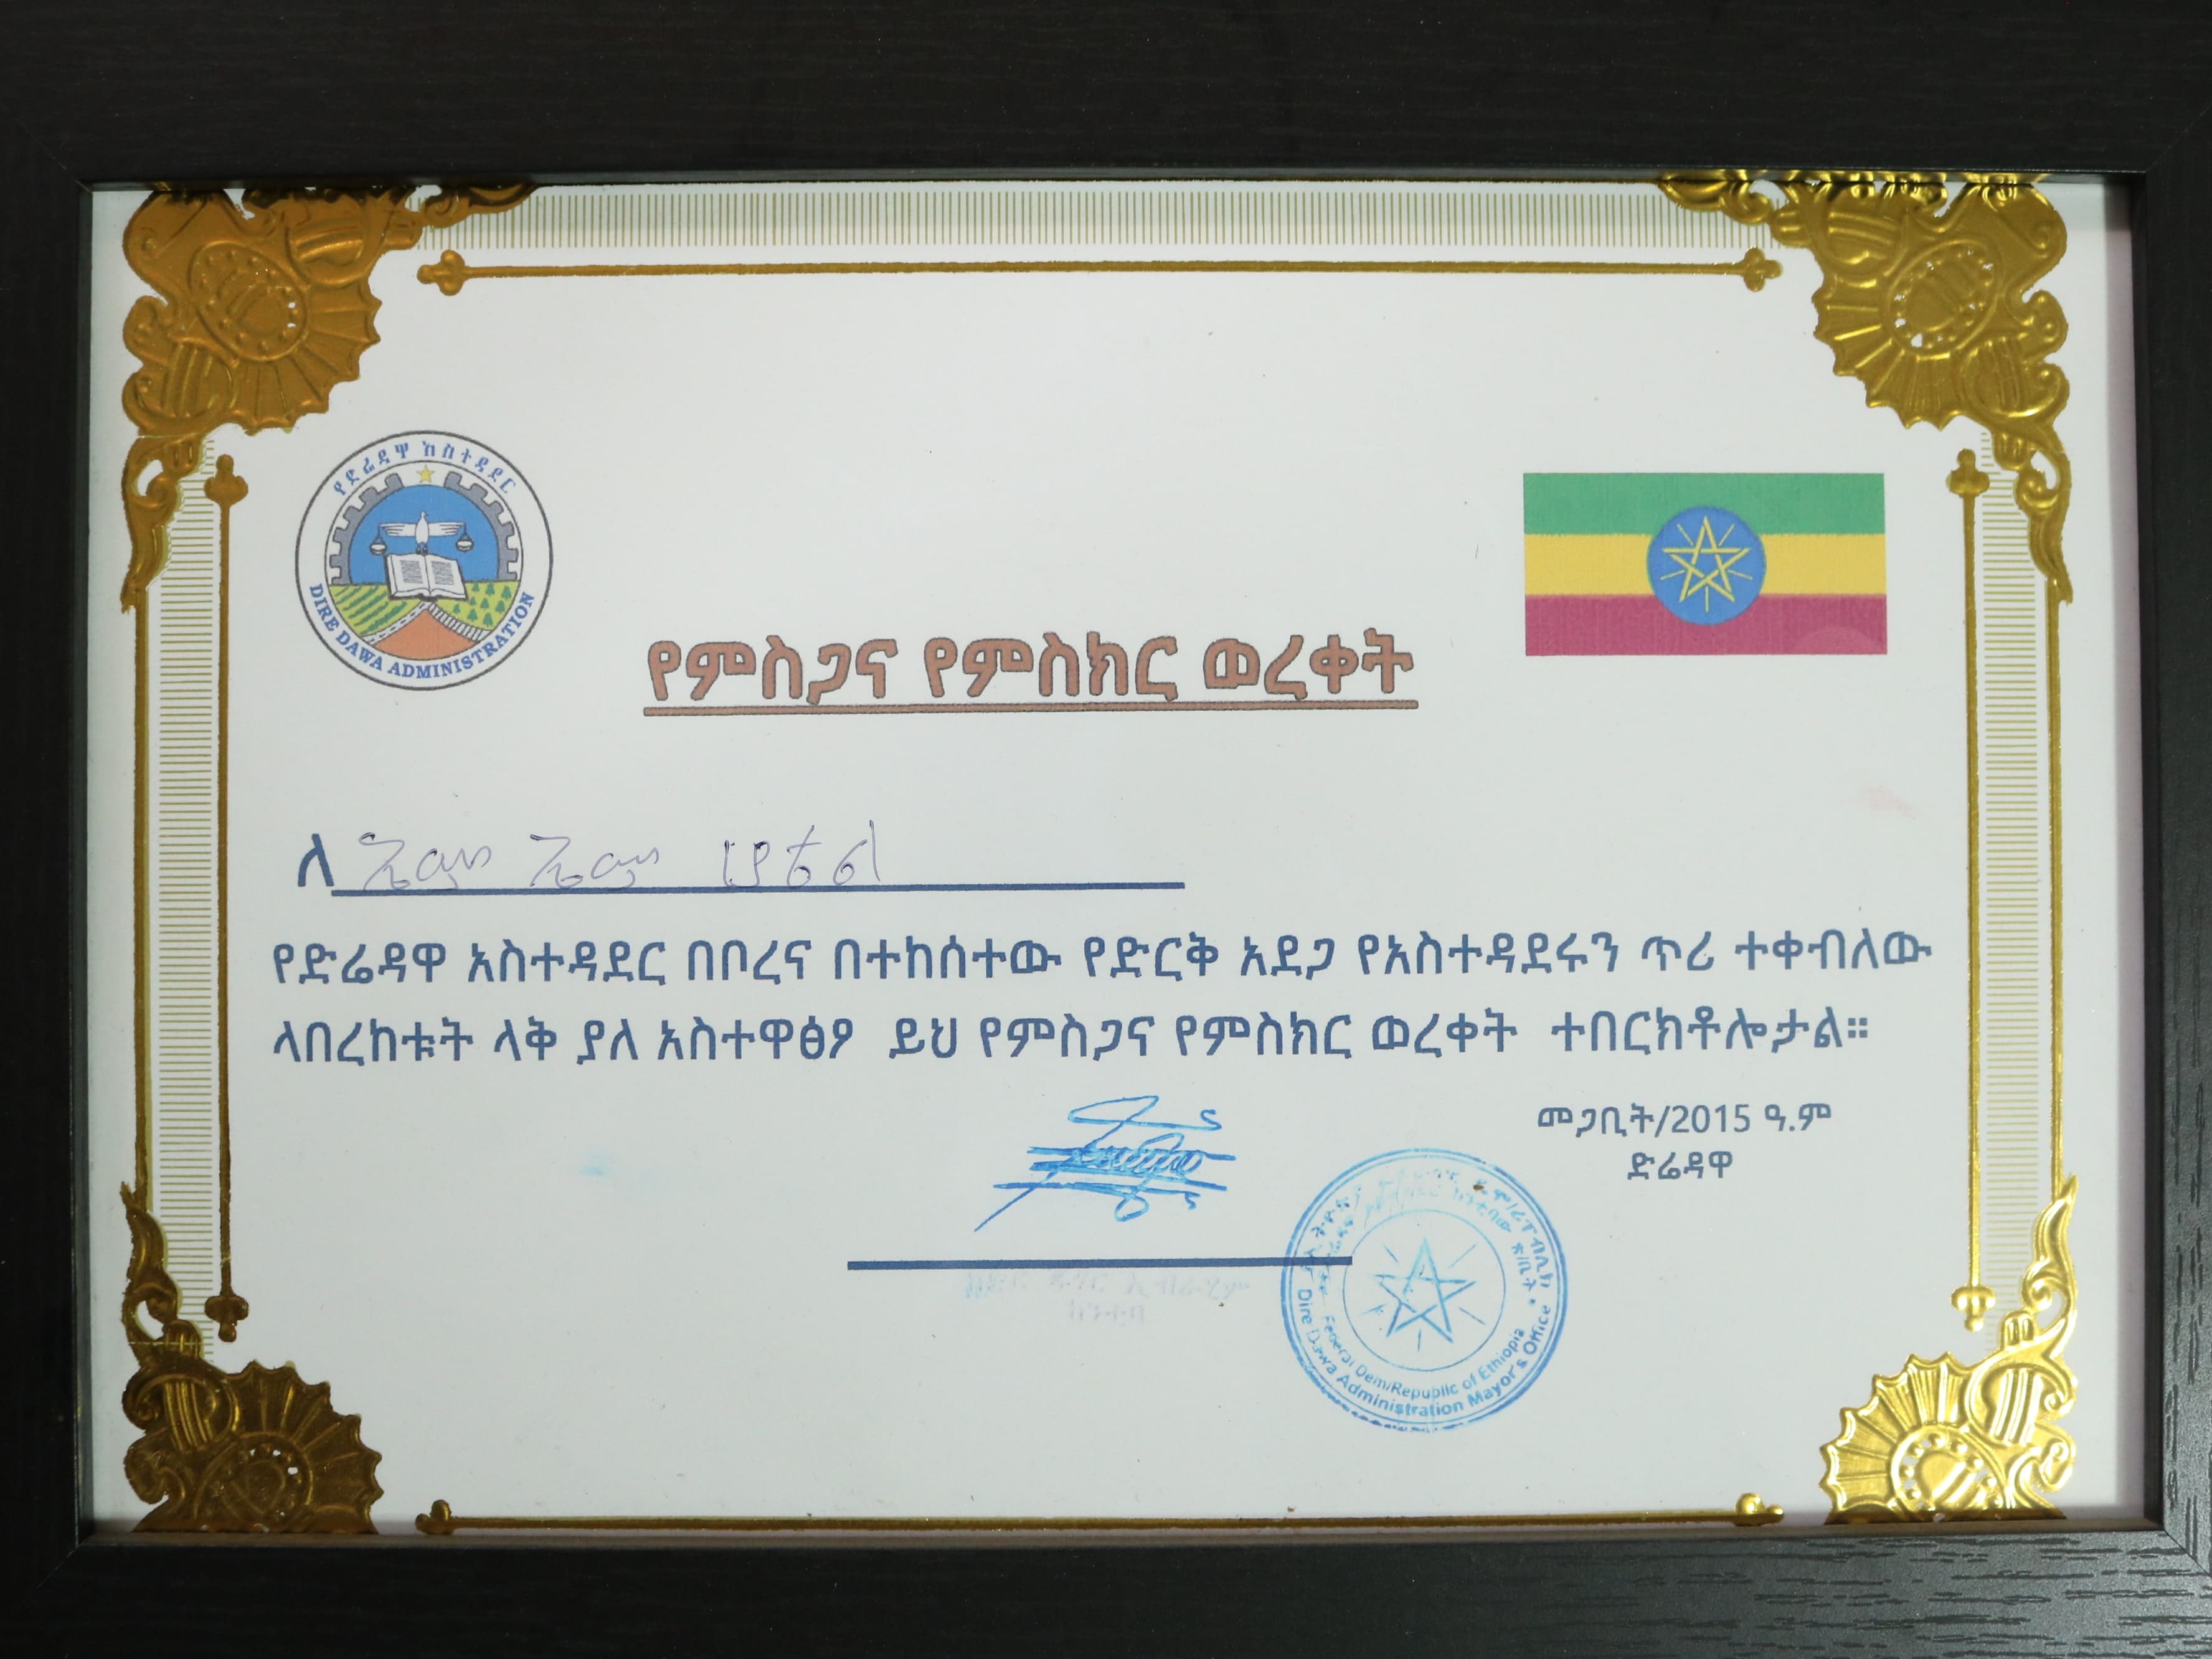 የድሬዳዋ አስተዳደር
DIRE DAWA ADMINISTRATION
የምስጋና የምስክር ወረቀት
ለ ኤምኤም ሆቴል
የድሬዳዋ አስተዳደር በቦረና በተከሰተው የድርቅ አደጋ የአስተዳደሩን ጥሪ ተቀብለው
ላበረከቱት ላቅ ያለ አስተዋፅዖ ይህ የምስጋና የምስክር ወረቀት ተበርክቶሎታል።
መጋቢት/2015 ዓ.ም
ድሬዳዋ
Federal Dem/Republic of Ethiopia
Dire Dawa Administration Mayor's Office